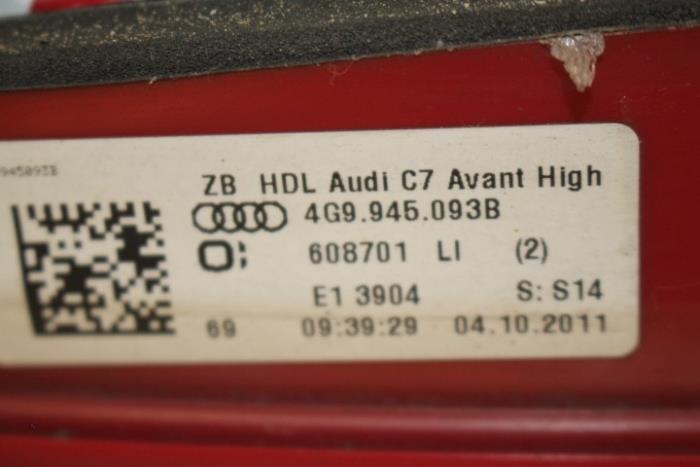 945093B
ZB HDL Audi C7 Avant High
4G9.945.093B
608701 LI (2)
E1 3904 S: S14
69 09:39:29 04.10.2011